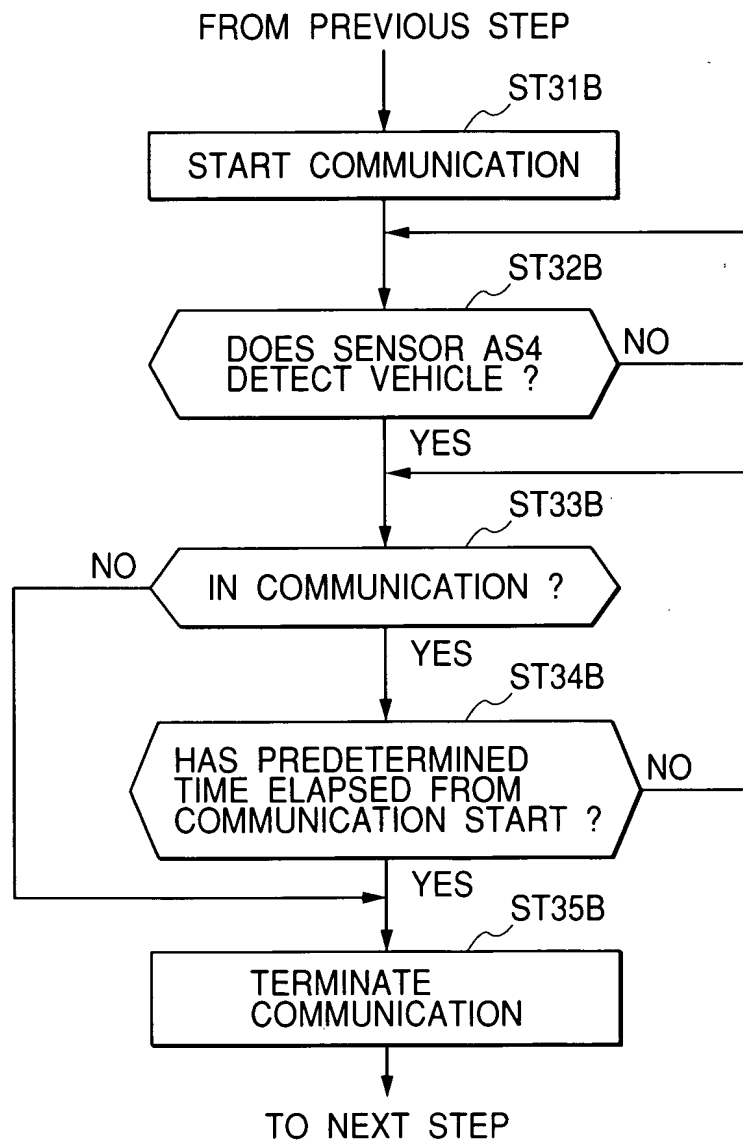 FROM PREVIOUS STEP
ST31B
START COMMUNICATION
ST32B
DOES SENSOR AS4
DETECT VEHICLE ?
NO
YES
ST33B
NO
IN COMMUNICATION ?
YES
ST34B
HAS PREDETERMINED
TIME ELAPSED FROM
COMMUNICATION START ?
NO
YES
ST35B
TERMINATE
COMMUNICATION
TO NEXT STEP